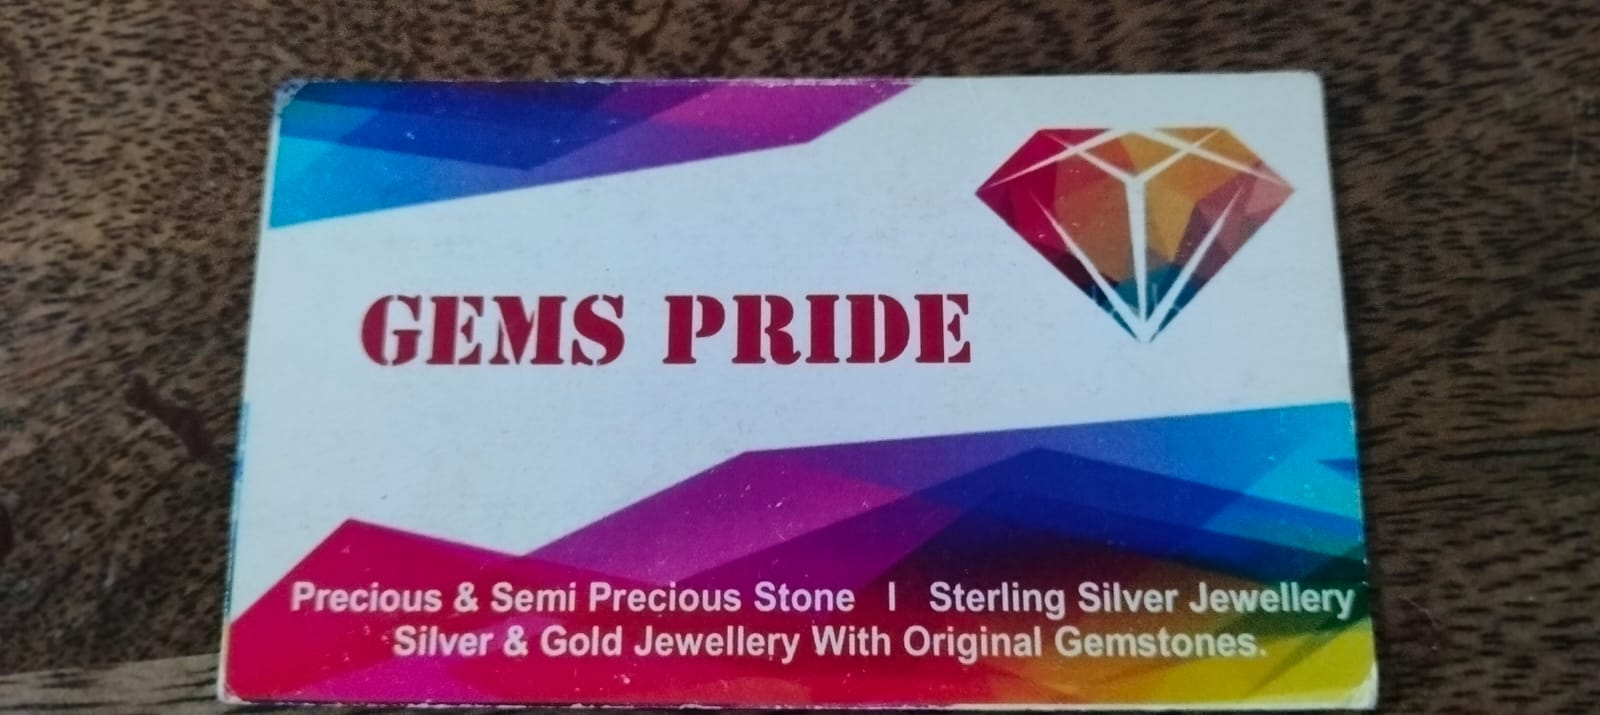 GEMS PRIDE
Precious & Semi Precious Stone | Sterling Silver Jewellery
Silver & Gold Jewellery With Original Gemstones.